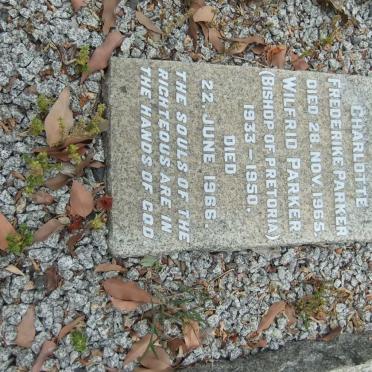 CHARLOTTE
FREDERIKE PARKER
DIED 28 NOV. 1965.
WILFRID PARKER
(BISHOP OF PRETORIA)
1933 - 1950.
DIED
22 JUNE 1966.
THE SOULS OF THE
RIGHTEOUS ARE IN
THE HANDS OF GOD